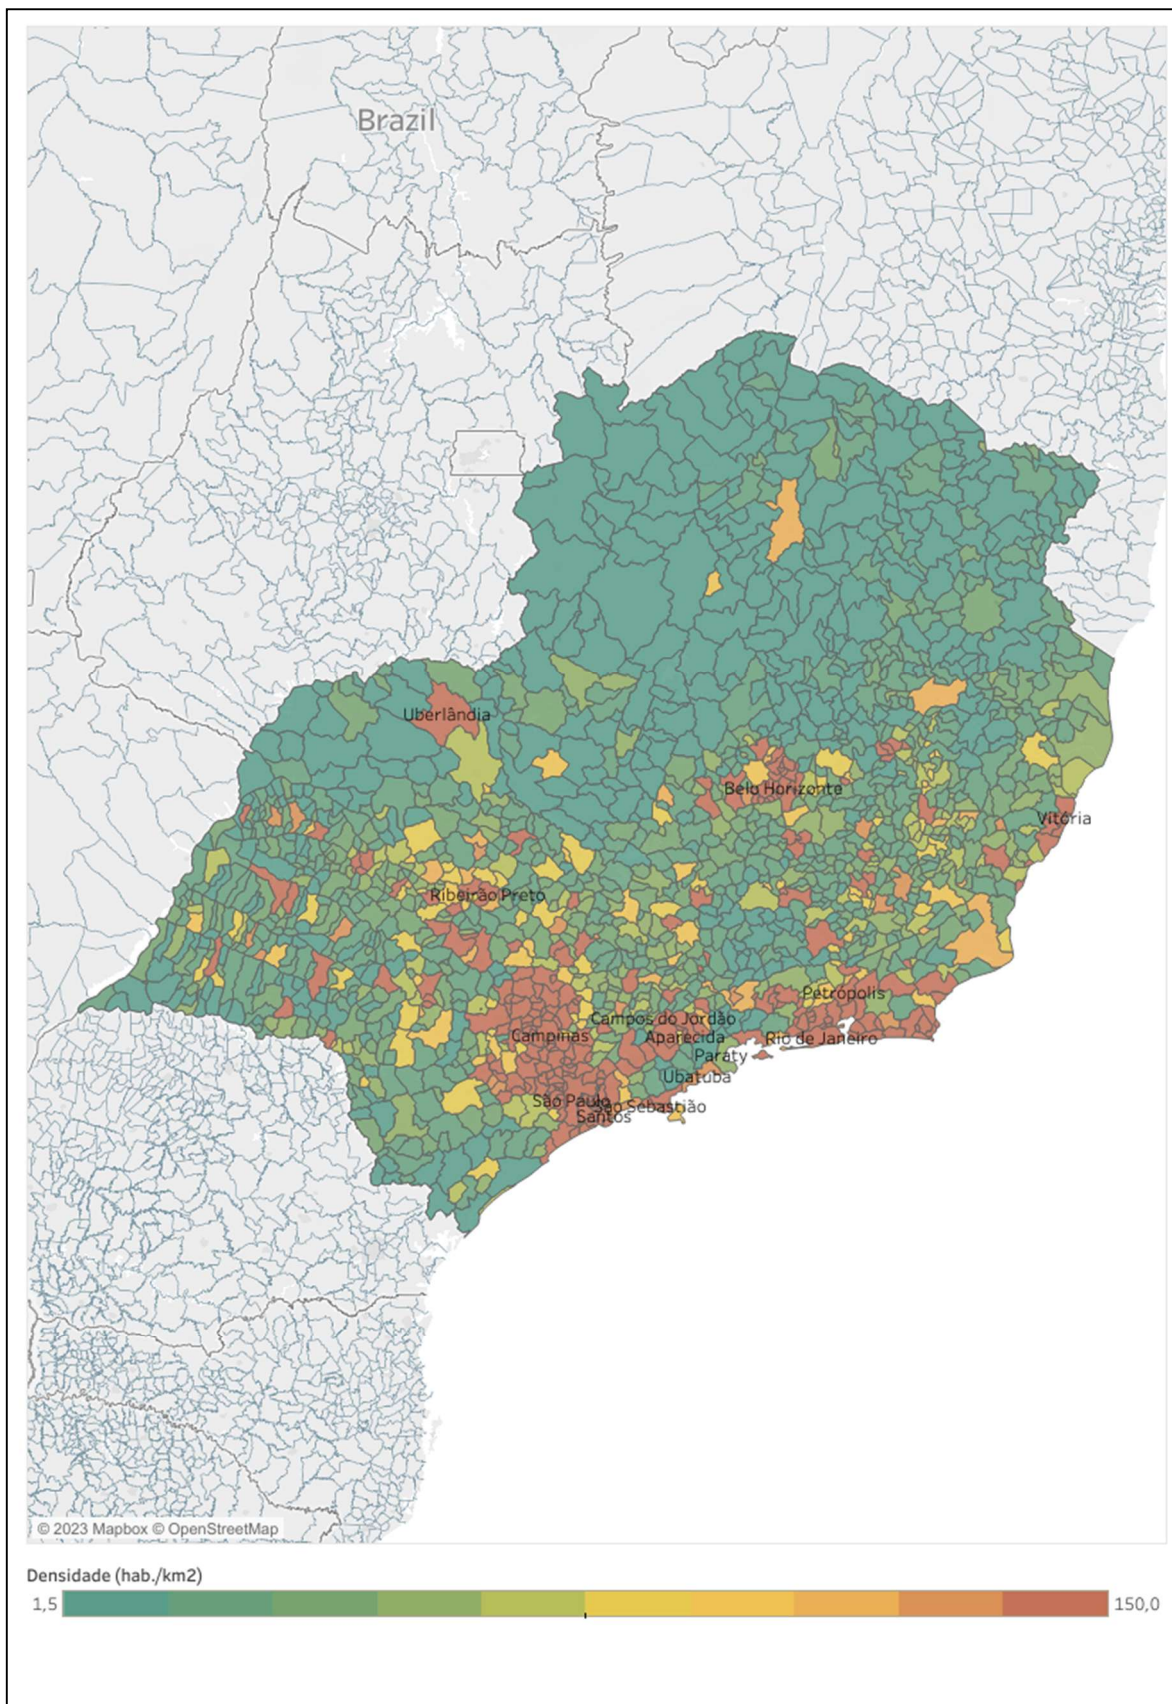 Brazil
Uberlândia
Belo Horizonte
Vitória
Ribeirão Preto
Petrópolis
Campos do Jordão
Campinas
Aparecida
Rio de Janeiro
Paraty
Ubatuba
São Paulo
São Sebastião
Santos
© 2023 Mapbox © OpenStreetMap
Densidade (hab./km2)
1,5
150,0